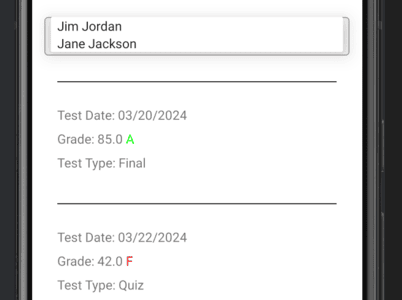 Jim Jordan
Jane Jackson
Test Date: 03/20/2024
Grade: 85.0 A
Test Type: Final
Test Date: 03/22/2024
Grade: 42.0 F
Test Type: Quiz